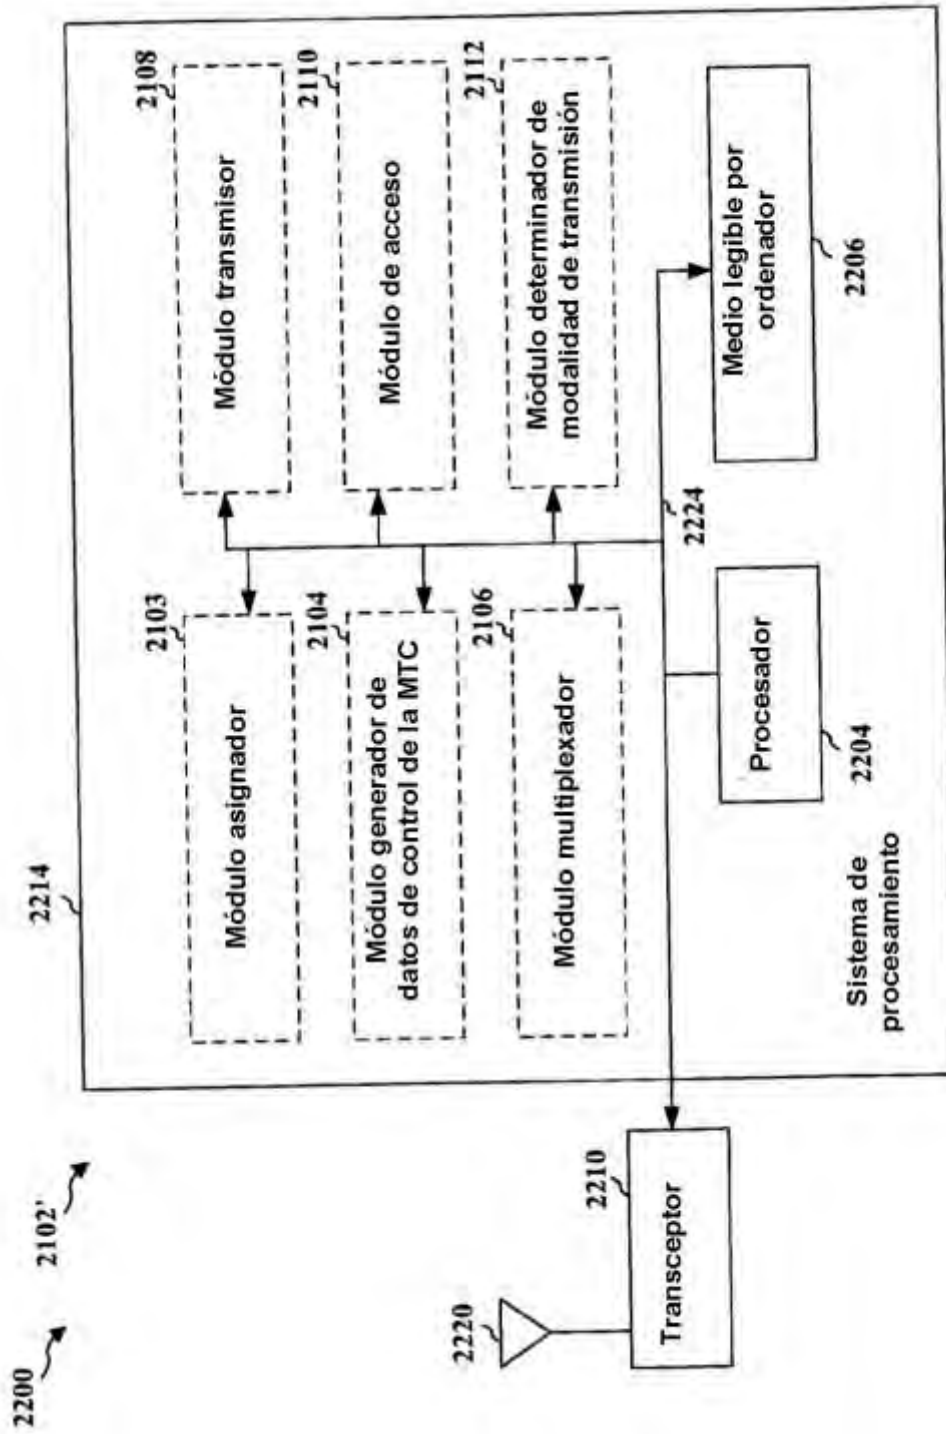 2200
2102'
2214
2103
Módulo asignador
2108
Módulo transmisor
2104
Módulo generador de
datos de control de la MTC
2110
Módulo de acceso
2106
Módulo multiplexador
2112
Módulo determinador de
modalidad de transmisión
2220
2210
Transceptor
2224
Procesador
2204
Medio legible por
ordenador
2206
Sistema de
procesamiento